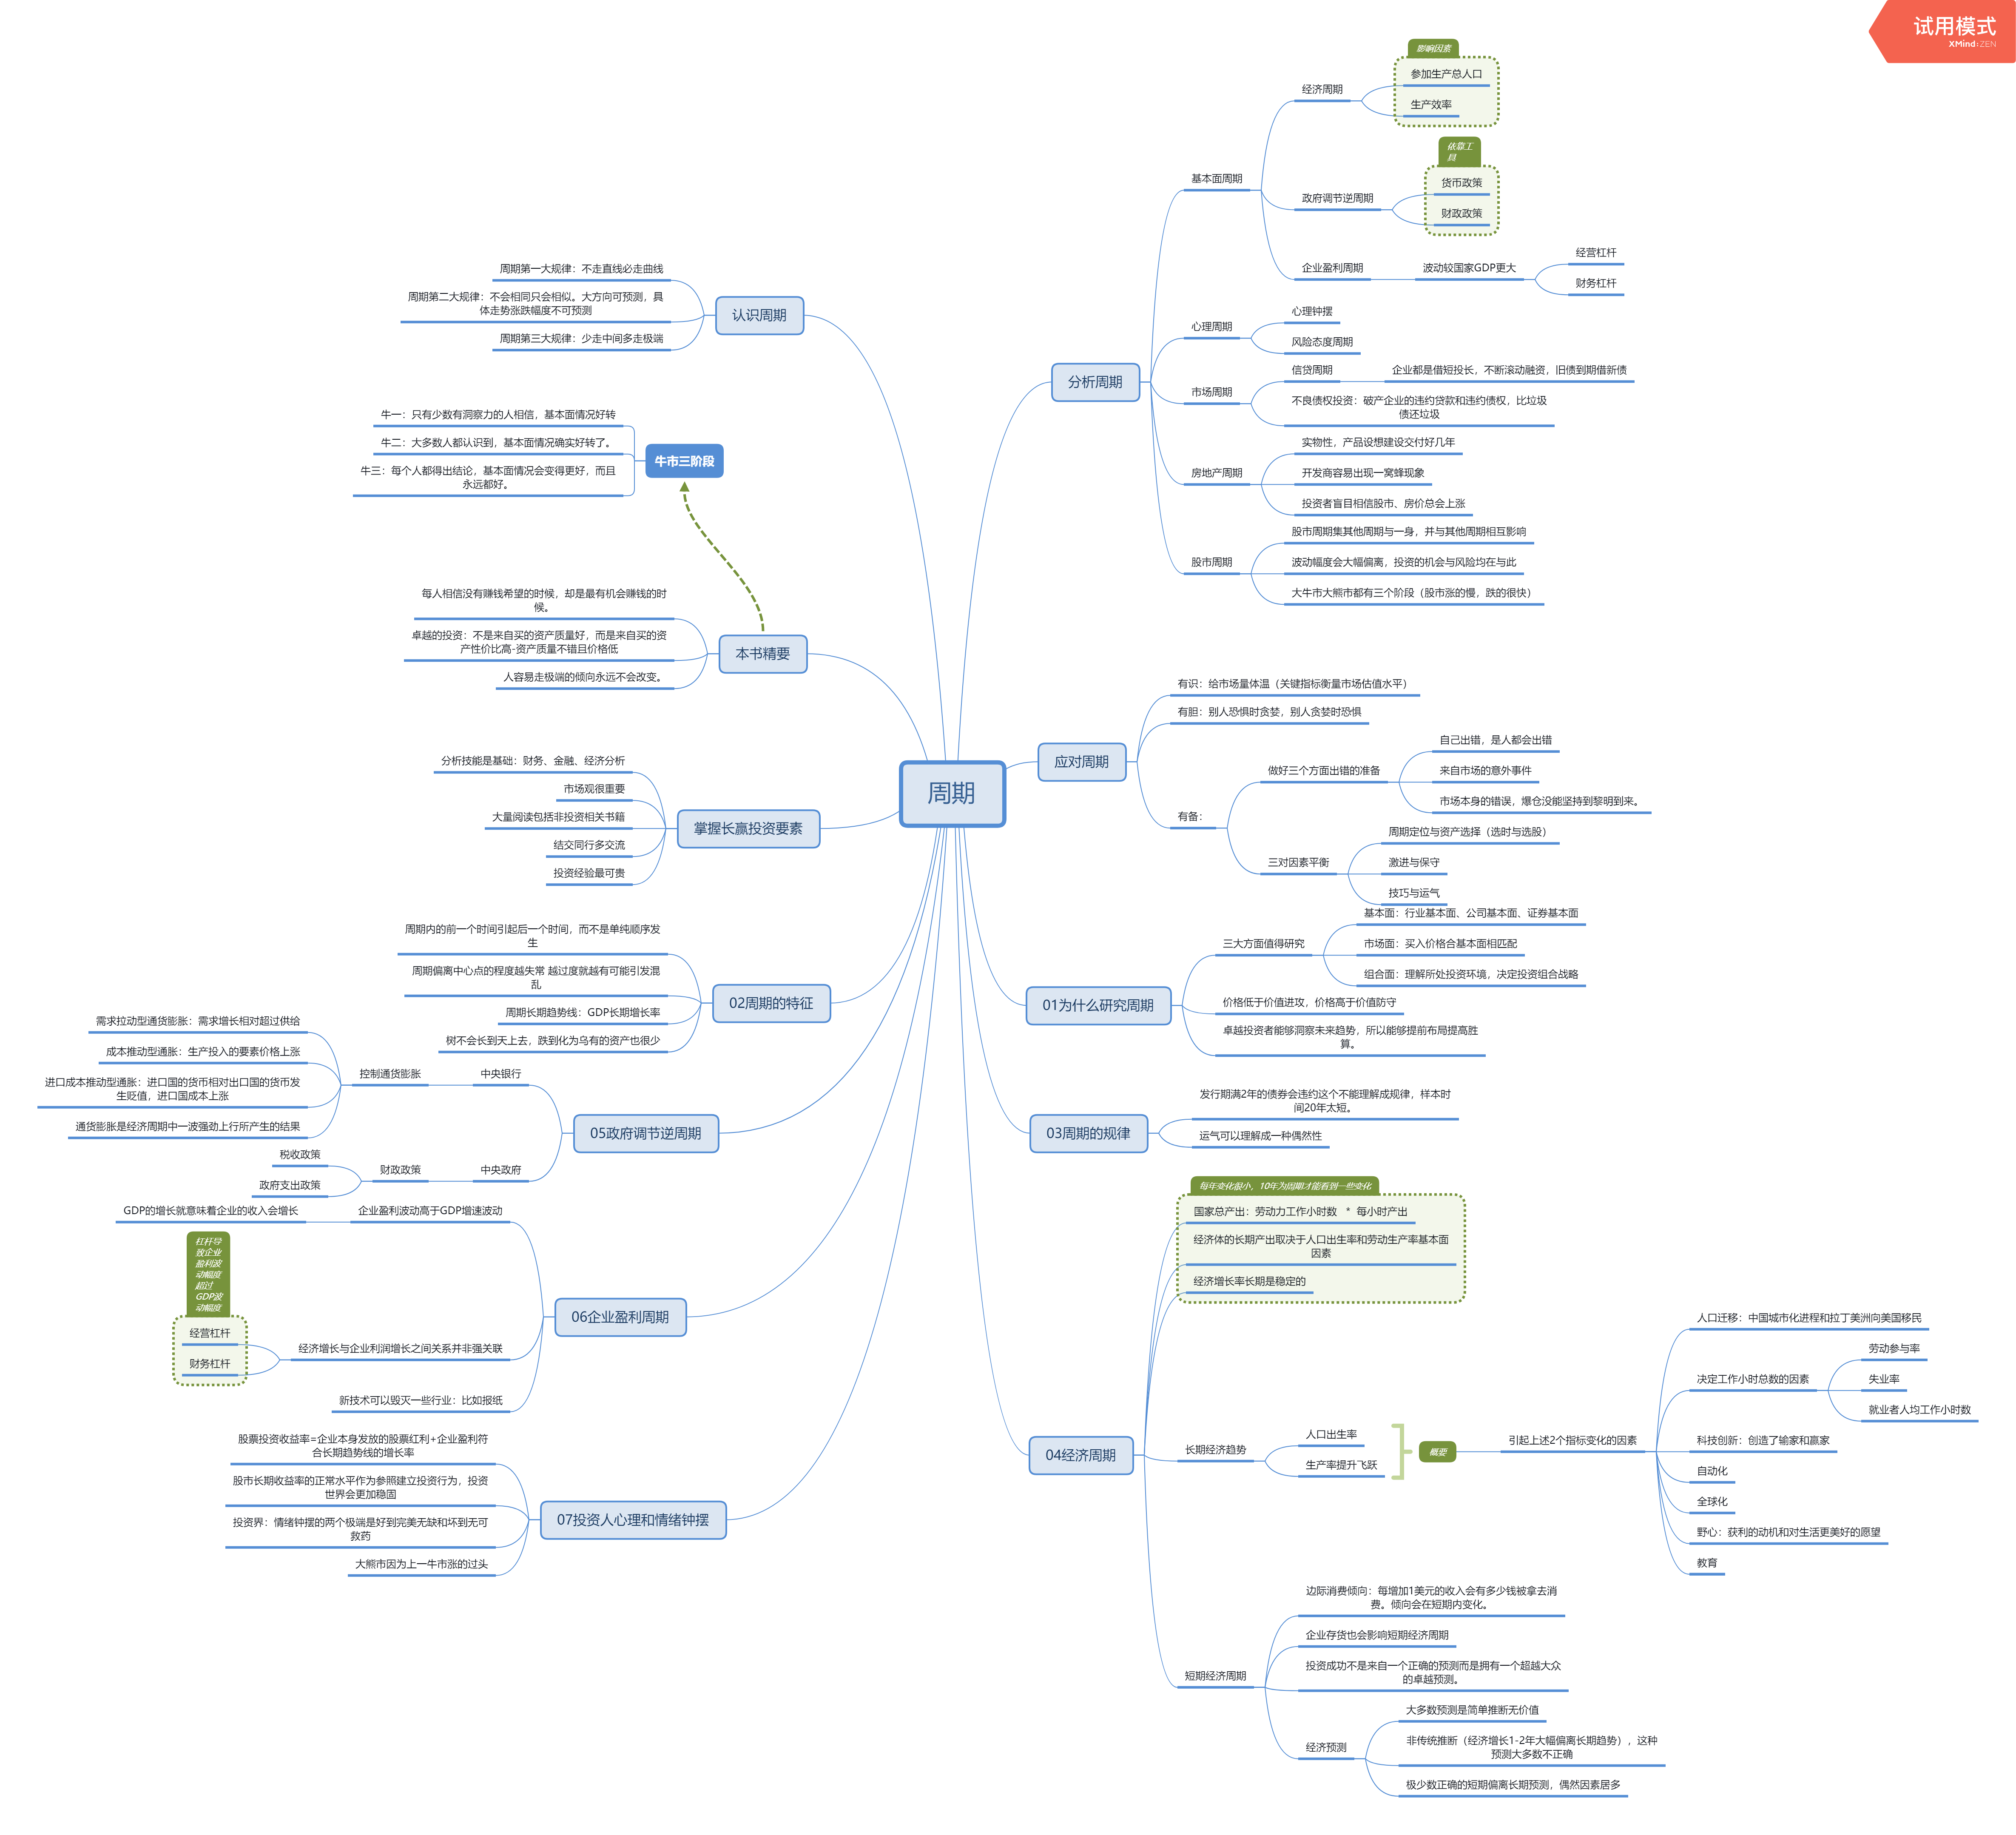 试用模式
XMind:ZEN
周期
分析周期
基本面周期
经济周期
影响因素
参加生产总人口
生产效率
政府调节逆周期
依靠工
具
货币政策
财政政策
企业盈利周期
波动较国家GDP更大
经营杠杆
财务杠杆
心理周期
心理钟摆
风险态度周期
市场周期
信贷周期
企业都是借短投长，不断滚动融资，旧债到期借新债
不良债权投资：破产企业的违约贷款和违约债权，比垃圾
债还垃圾
房地产周期
实物性，产品设想建设交付好几年
开发商容易出现一窝蜂现象
投资者盲目相信股市、房价总会上涨
股市周期
股市周期集其他周期与一身，并与其他周期相互影响
波动幅度会大幅偏离，投资的机会与风险均在与此
大牛市大熊市都有三个阶段（股市涨的慢，跌的很快）
应对周期
有识：给市场量体温（关键指标衡量市场估值水平）
有胆：别人恐惧时贪婪，别人贪婪时恐惧
有备：
做好三个方面出错的准备
自己出错，是人都会出错
来自市场的意外事件
市场本身的错误，爆仓没能坚持到黎明到来。
三对因素平衡
周期定位与资产选择（选时与选股）
激进与保守
技巧与运气
01为什么研究周期
三大方面值得研究
基本面：行业基本面、公司基本面、证券基本面
市场面：买入价格合基本面相匹配
组合面：理解所处投资环境，决定投资组合战略
价格低于价值进攻，价格高于价值防守
卓越投资者能够洞察未来趋势，所以能够提前布局提高胜
算。
03周期的规律
发行期满2年的债券会违约这个不能理解成规律，样本时
间20年太短。
运气可以理解成一种偶然性
04经济周期
每年变化很小，10年为周期才能看到一些变化
国家总产出：劳动力工作小时数 * 每小时产出
经济体的长期产出取决于人口出生率和劳动生产率基本面
因素
经济增长率长期是稳定的
长期经济趋势
人口出生率
生产率提升飞跃
概要
引起上述2个指标变化的因素
人口迁移：中国城市化进程和拉丁美洲向美国移民
决定工作小时总数的因素
劳动参与率
失业率
就业者人均工作小时数
科技创新：创造了输家和赢家
自动化
全球化
野心：获利的动机和对生活更美好的愿望
教育
短期经济周期
边际消费倾向：每增加1美元的收入会有多少钱被拿去消
费。倾向会在短期内变化。
企业存货也会影响短期经济周期
投资成功不是来自一个正确的预测而是拥有一个超越大众
的卓越预测。
经济预测
大多数预测是简单推断无价值
非传统推断（经济增长1-2年大幅偏离长期趋势），这种
预测大多数不正确
极少数正确的短期偏离长期预测，偶然因素居多
认识周期
周期第一大规律：不走直线必走曲线
周期第二大规律：不会相同只会相似。大方向可预测，具
体走势涨跌幅度不可预测
周期第三大规律：少走中间多走极端
牛市三阶段
牛一：只有少数有洞察力的人相信，基本面情况好转
牛二：大多数人都认识到，基本面情况确实好转了。
牛三：每个人都得出结论，基本面情况会变得更好，而且
永远都好。
本书精要
每人相信没有赚钱希望的时候，却是最有机会赚钱的时
候。
卓越的投资：不是来自买的资产质量好，而是来自买的资
产性价比高-资产质量不错且价格低
人容易走极端的倾向永远不会改变。
掌握长赢投资要素
分析技能是基础：财务、金融、经济分析
市场观很重要
大量阅读包括非投资相关书籍
结交同行多交流
投资经验最可贵
02周期的特征
周期内的前一个时间引起后一个时间，而不是单纯顺序发
生
周期偏离中心点的程度越失常 越过度就越有可能引发混
乱
周期长期趋势线：GDP长期增长率
树不会长到天上去，跌到化为乌有的资产也很少
05政府调节逆周期
中央银行
控制通货膨胀
需求拉动型通货膨胀：需求增长相对超过供给
成本推动型通胀：生产投入的要素价格上涨
进口成本推动型通胀：进口国的货币相对出口国的货币发
生贬值，进口国成本上涨
通货膨胀是经济周期中一波强劲上行所产生的结果
中央政府
财政政策
税收政策
政府支出政策
06企业盈利周期
企业盈利波动高于GDP增速波动
GDP的增长就意味着企业的收入会增长
经济增长与企业利润增长之间关系并非强关联
杠杆导
致企业
盈利波
动幅度
超过
GDP波
动幅度
经营杠杆
财务杠杆
新技术可以毁灭一些行业：比如报纸
07投资人心理和情绪钟摆
股票投资收益率=企业本身发放的股票红利+企业盈利符
合长期趋势线的增长率
股市长期收益率的正常水平作为参照建立投资行为，投资
世界会更加稳固
投资界：情绪钟摆的两个极端是好到完美无缺和坏到无可
救药
大熊市因为上一牛市涨的过头